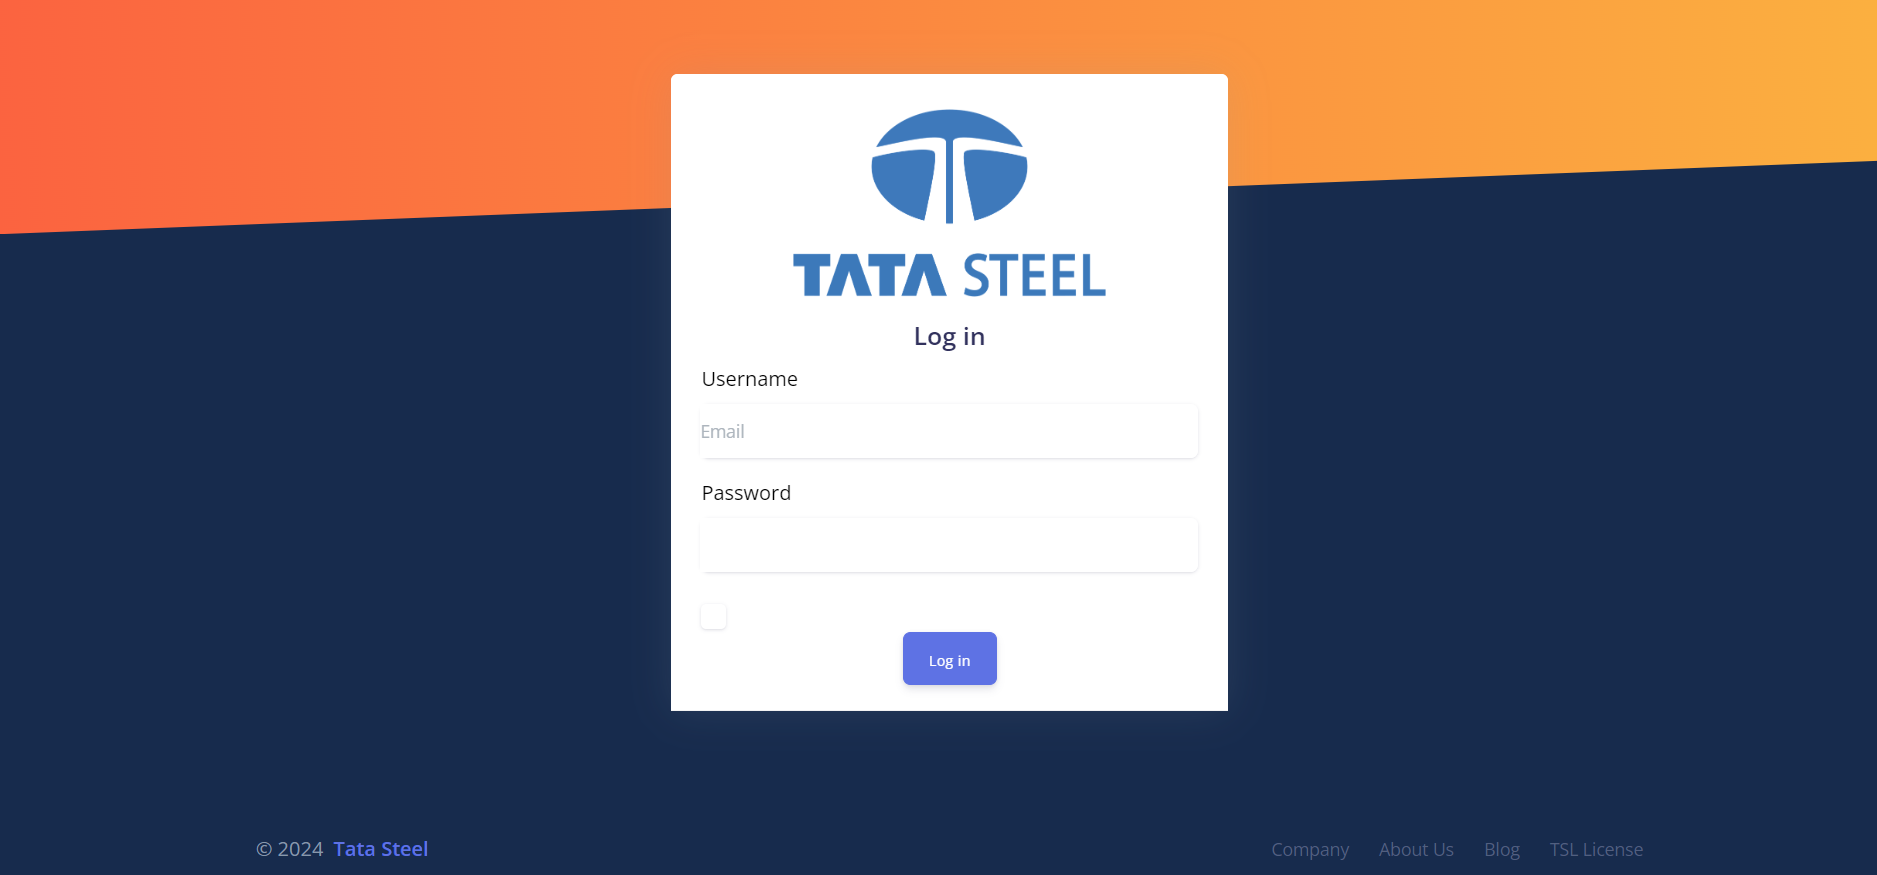 TATA STEEL
Log in
Username
Email
Password
Log in
© 2024 Tata Steel
Company About Us Blog TSL License